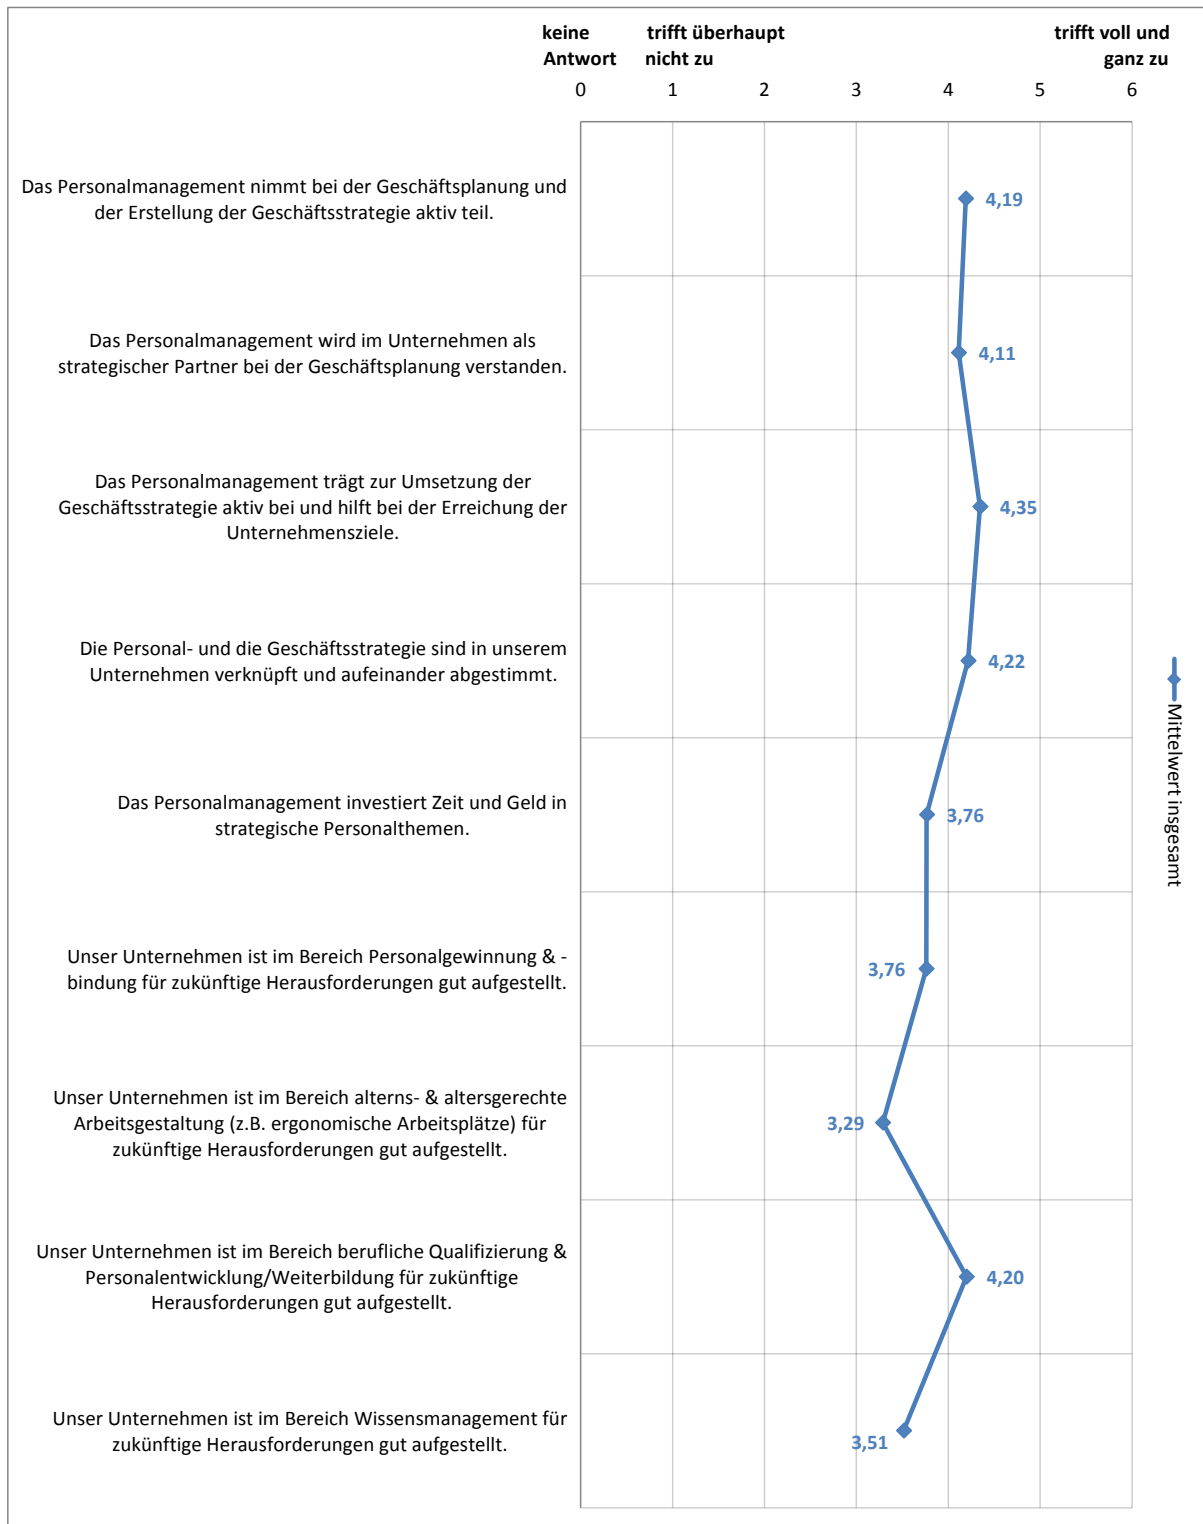 keine trifft überhaupt trifft voll und
Antwort nicht zu ganz zu
0 1 2 3 4 5 6
Das Personalmanagement nimmt bei der Geschäftsplanung und
der Erstellung der Geschäftsstrategie aktiv teil.
4,19
Das Personalmanagement wird im Unternehmen als
strategischer Partner bei der Geschäftsplanung verstanden.
4,11
Das Personalmanagement trägt zur Umsetzung der
Geschäftsstrategie aktiv bei und hilft bei der Erreichung der
Unternehmensziele.
4,35
Die Personal- und die Geschäftsstrategie sind in unserem
Unternehmen verknüpft und aufeinander abgestimmt.
4,22
Das Personalmanagement investiert Zeit und Geld in
strategische Personalthemen.
3,76
Unser Unternehmen ist im Bereich Personalgewinnung & -
bindung für zukünftige Herausforderungen gut aufgestellt.
3,76
Unser Unternehmen ist im Bereich alterns- & altersgerechte
Arbeitsgestaltung (z.B. ergonomische Arbeitsplätze) für
zukünftige Herausforderungen gut aufgestellt.
3,29
Unser Unternehmen ist im Bereich berufliche Qualifizierung &
Personalentwicklung/Weiterbildung für zukünftige
Herausforderungen gut aufgestellt.
4,20
Unser Unternehmen ist im Bereich Wissensmanagement für
zukünftige Herausforderungen gut aufgestellt.
3,51
Mittelwert insgesamt